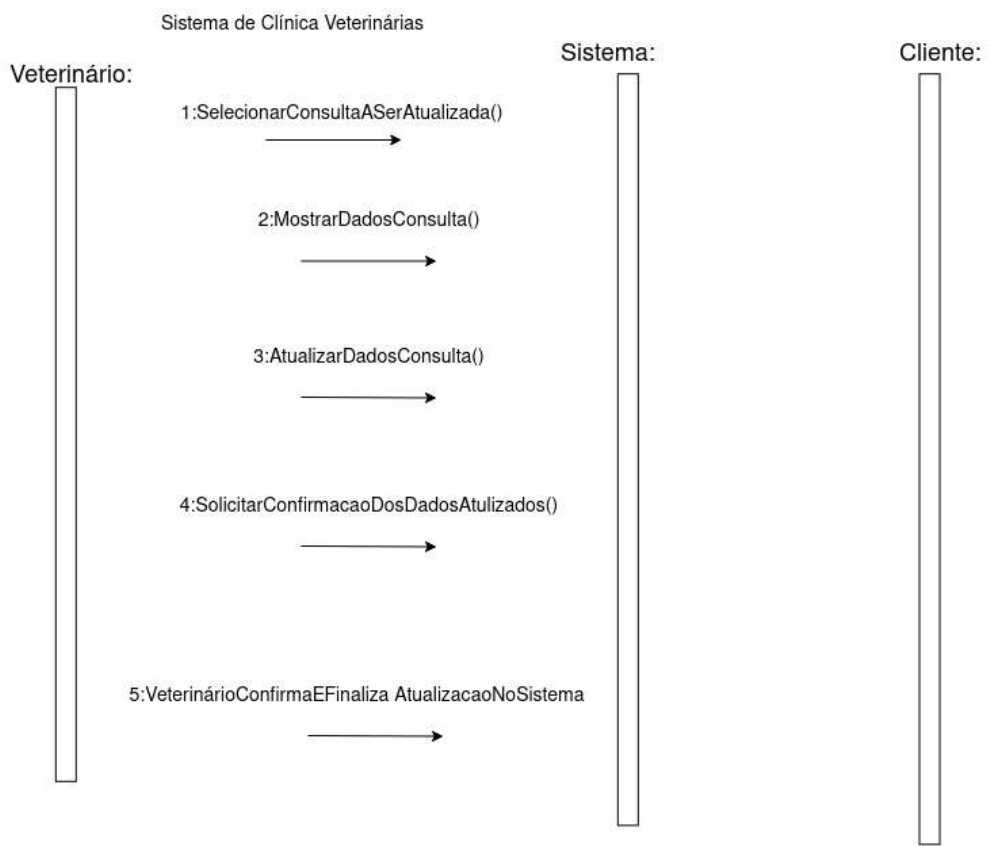 Sistema de Clínica Veterinárias
Sistema:
Cliente:
Veterinário:
1:SelecionarConsultaASerAtualizada()
2:MostrarDadosConsulta()
3:AtualizarDadosConsulta()
4:SolicitarConfirmacaoDosDadosAtulizados()
5:VeterinárioConfirmaEFinaliza AtualizacaoNoSistema